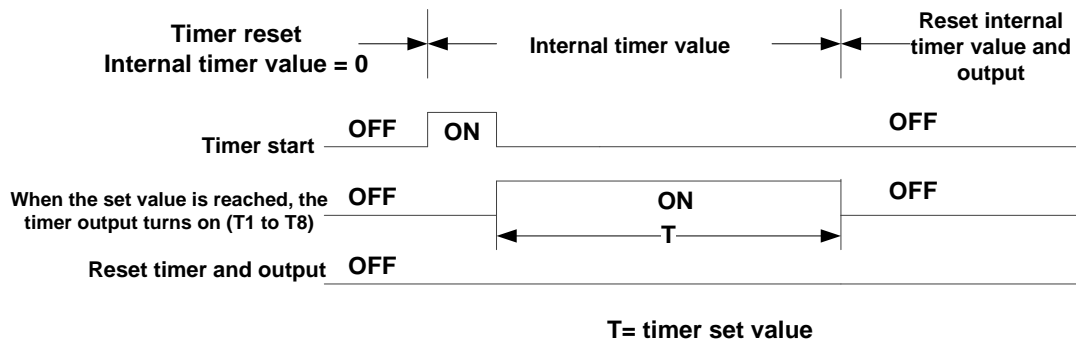 Timer reset
Internal timer value = 0
Internal timer value
Reset internal
timer value and
output
Timer start
OFF
ON
OFF
When the set value is reached, the
timer output turns on (T1 to T8)
OFF
ON
OFF
T
Reset timer and output
OFF
T= timer set value